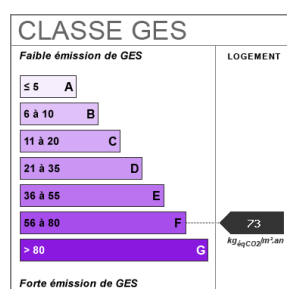 CLASSE GES
Faible émission de GES
LOGEMENT
≤ 5 A
6 à 10 B
11 à 20 C
21 à 35 D
36 à 55 E
56 à 80 F
73
kgéqCO2/m².an
> 80 G
Forte émission de GES